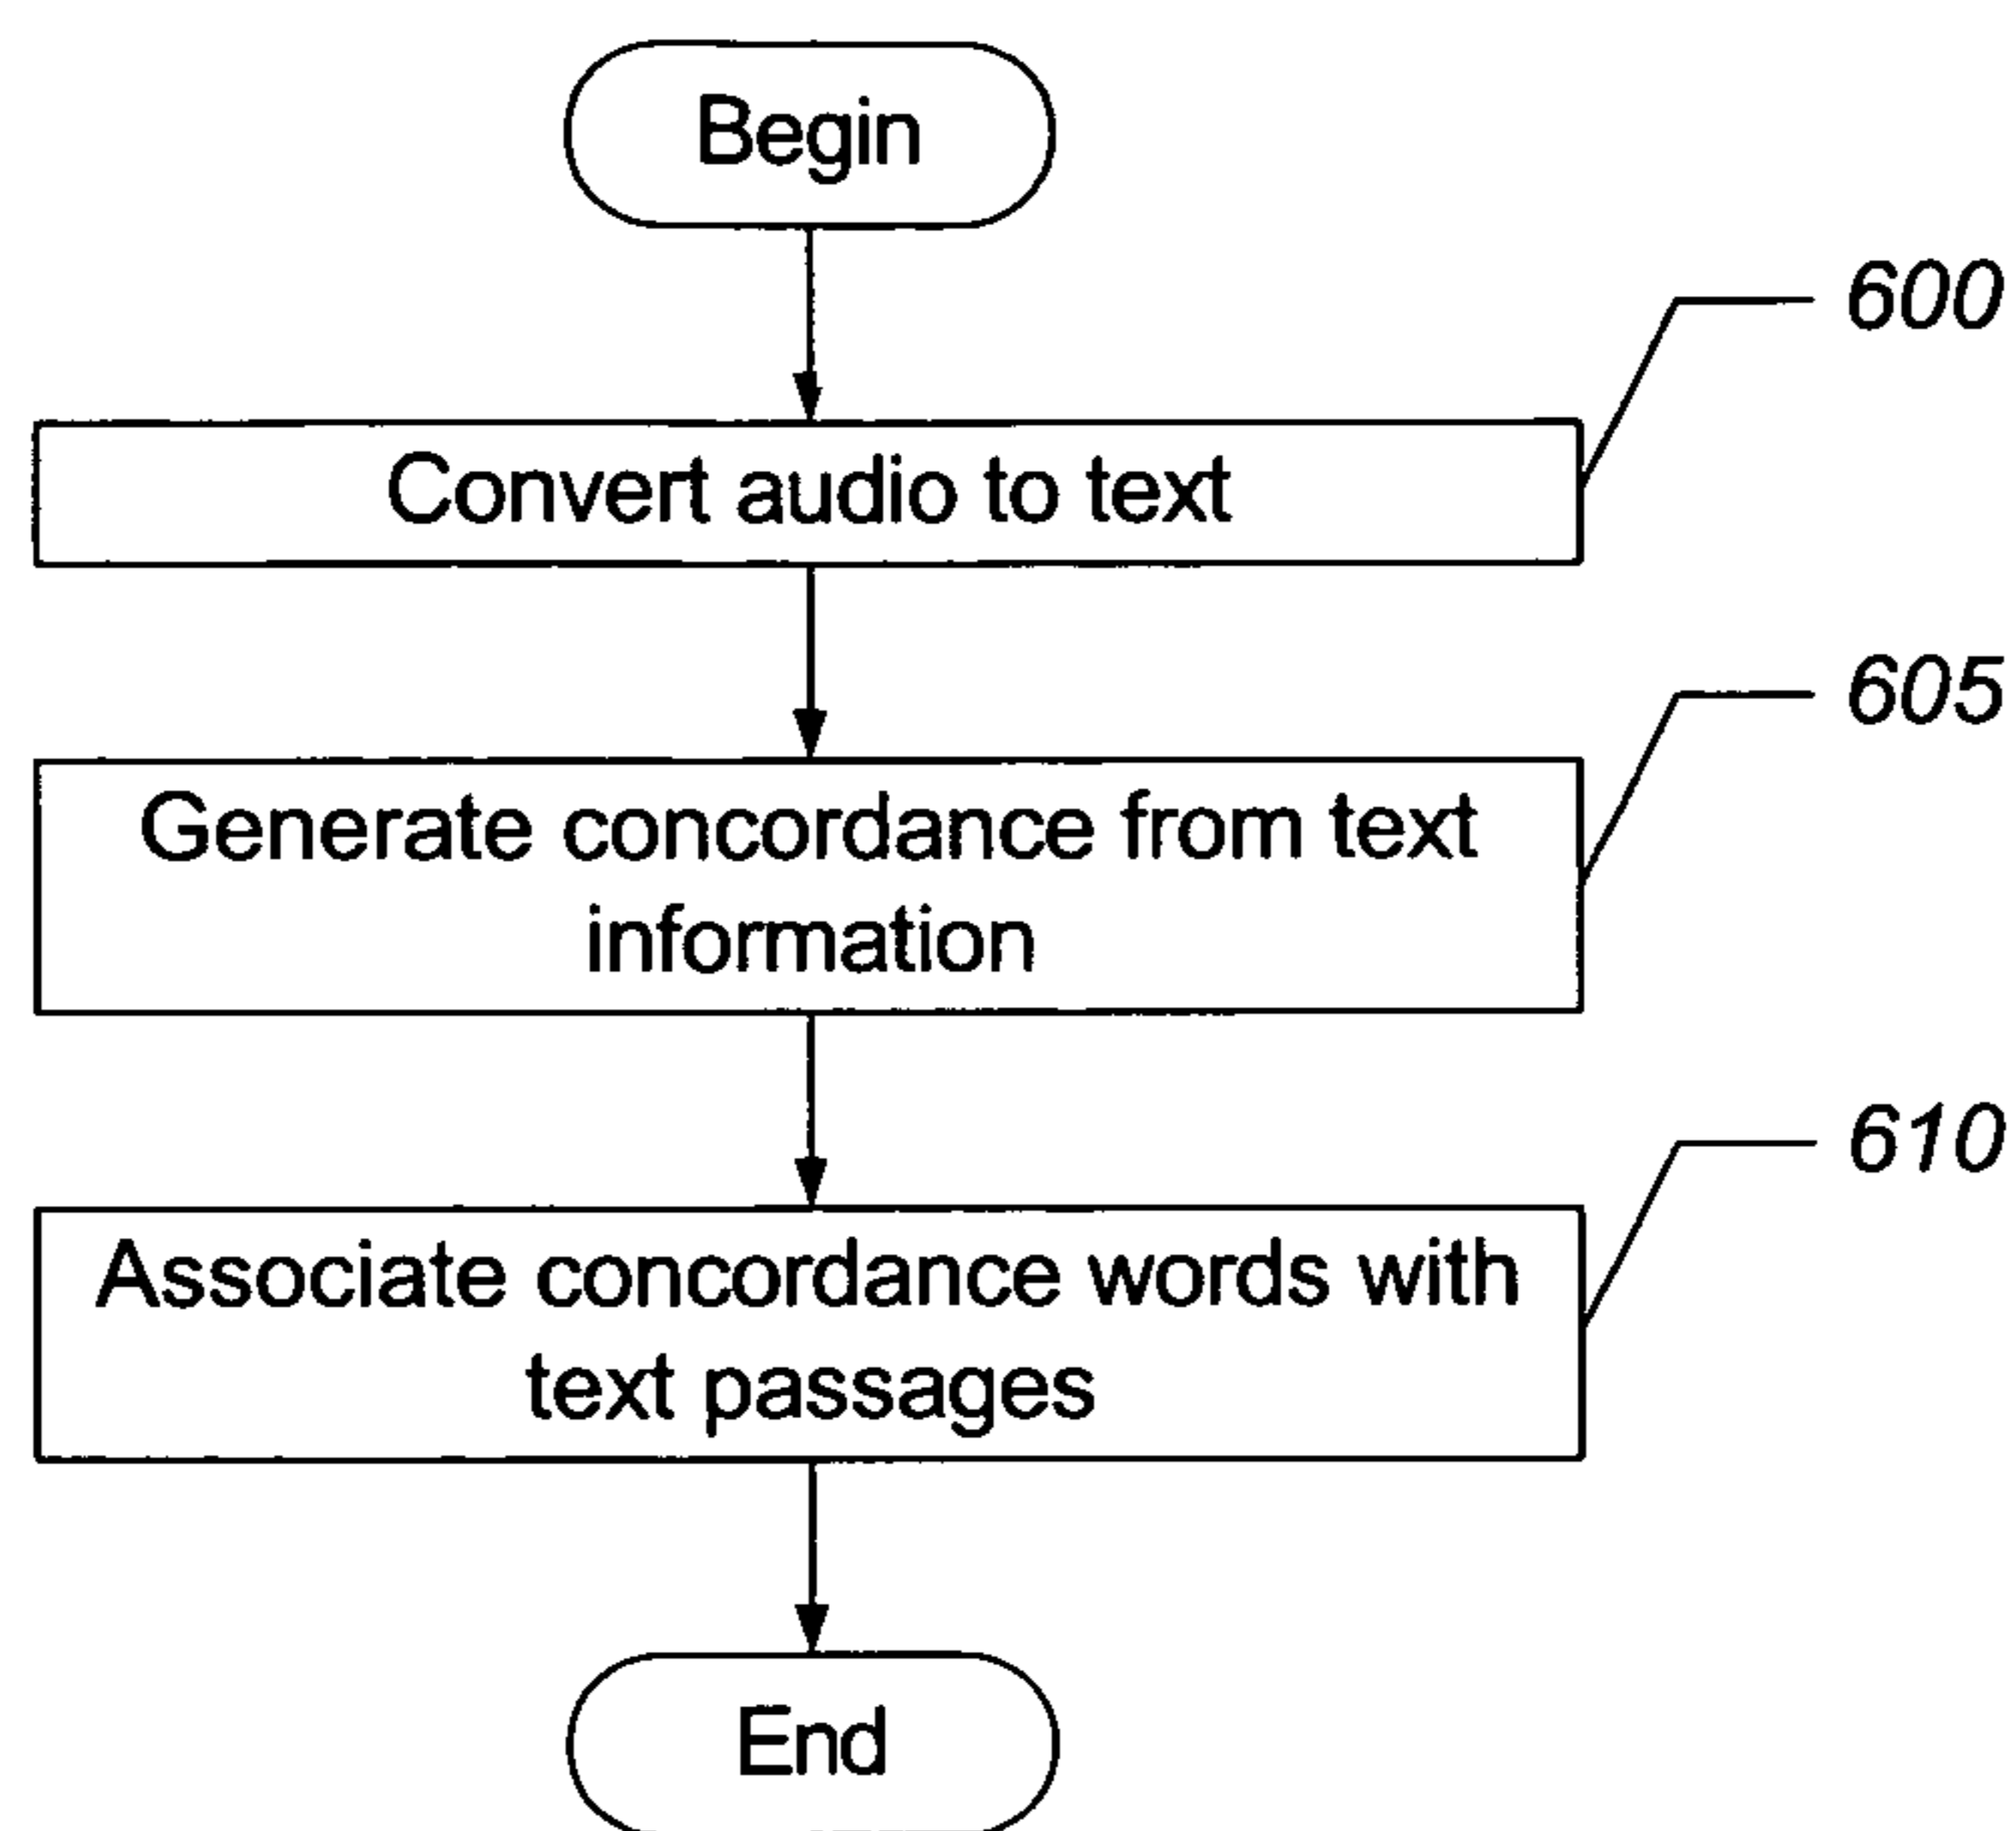 Begin
600
Convert audio to text
605
Generate concordance from text
information
610
Associate concordance words with
text passages
End